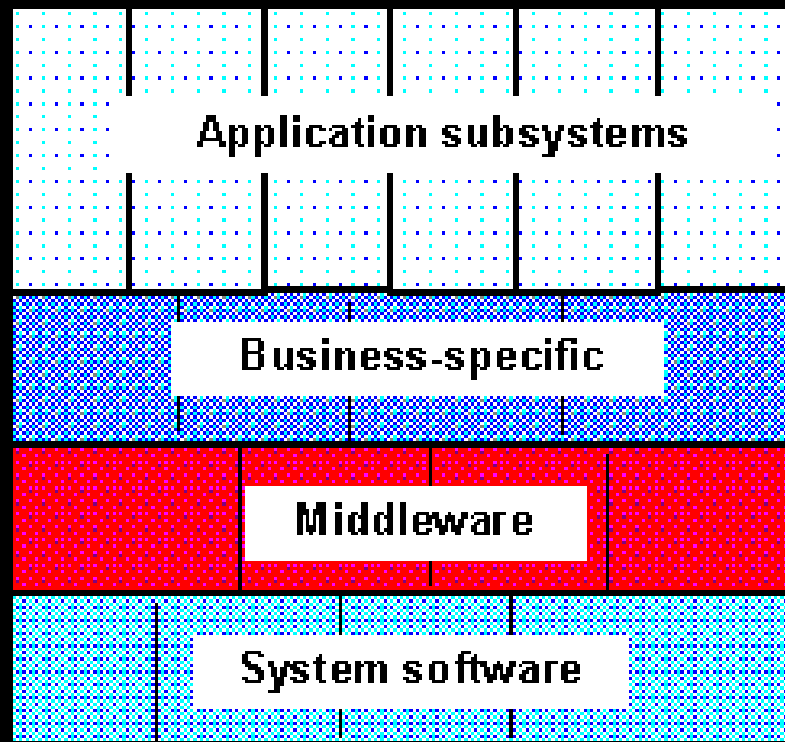 Application subsystems
Business-specific
Middleware
System software